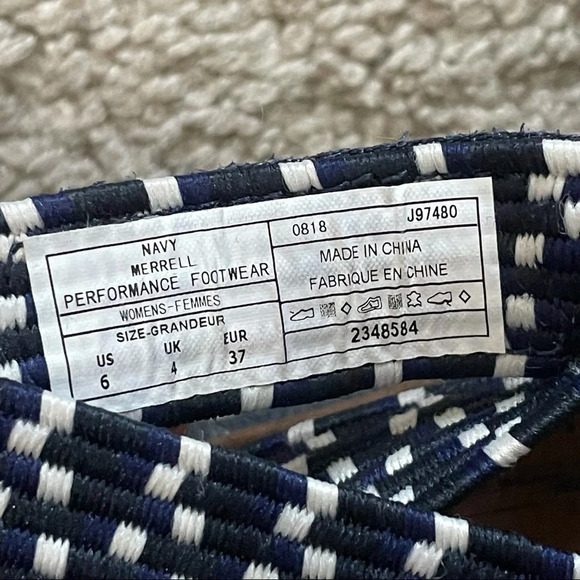 NAVY
MERRELL
PERFORMANCE FOOTWEAR
WOMENS-FEMMES
SIZE-GRANDEUR
US UK EUR
6 4 37
0818 J97480
MADE IN CHINA
FABRIQUE EN CHINE
2348584